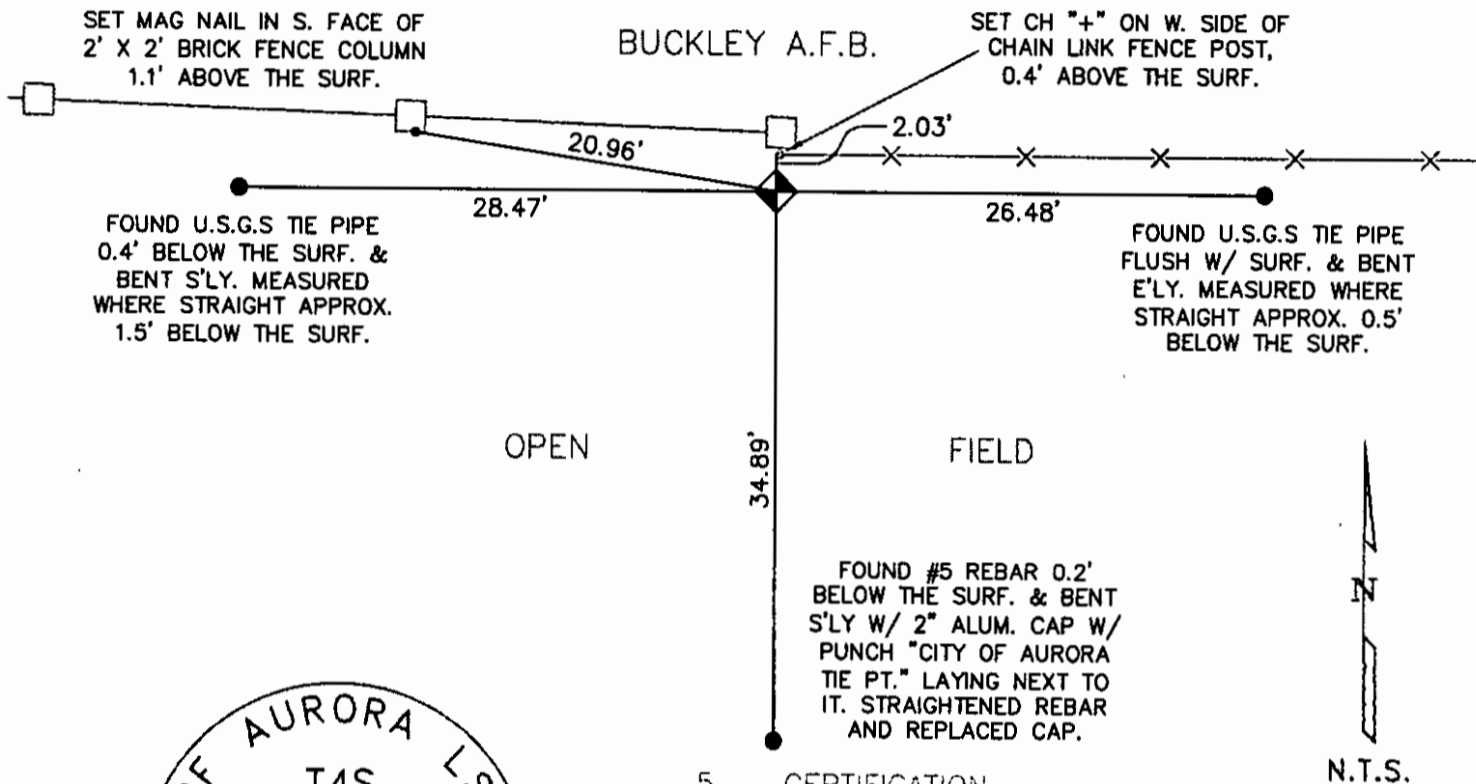 SET MAG NAIL IN S. FACE OF
2' X 2' BRICK FENCE COLUMN
1.1' ABOVE THE SURF.
BUCKLEY A.F.B.
SET CH "+" ON W. SIDE OF
CHAIN LINK FENCE POST,
0.4' ABOVE THE SURF.
2.03'
20.96'
28.47'
26.48'
FOUND U.S.G.S TIE PIPE
0.4' BELOW THE SURF. &
BENT S'LY. MEASURED
WHERE STRAIGHT APPROX.
1.5' BELOW THE SURF.
FOUND U.S.G.S TIE PIPE
FLUSH W/ SURF. & BENT
E'LY. MEASURED WHERE
STRAIGHT APPROX. 0.5'
BELOW THE SURF.
OPEN
FIELD
34.89'
FOUND #5 REBAR 0.2'
BELOW THE SURF. & BENT
S'LY W/ 2" ALUM. CAP W/
PUNCH "CITY OF AURORA
TIE PT." LAYING NEXT TO
IT. STRAIGHTENED REBAR
AND REPLACED CAP.
N
N.T.S.
AURORA
T4S
5. CERTIFICATION